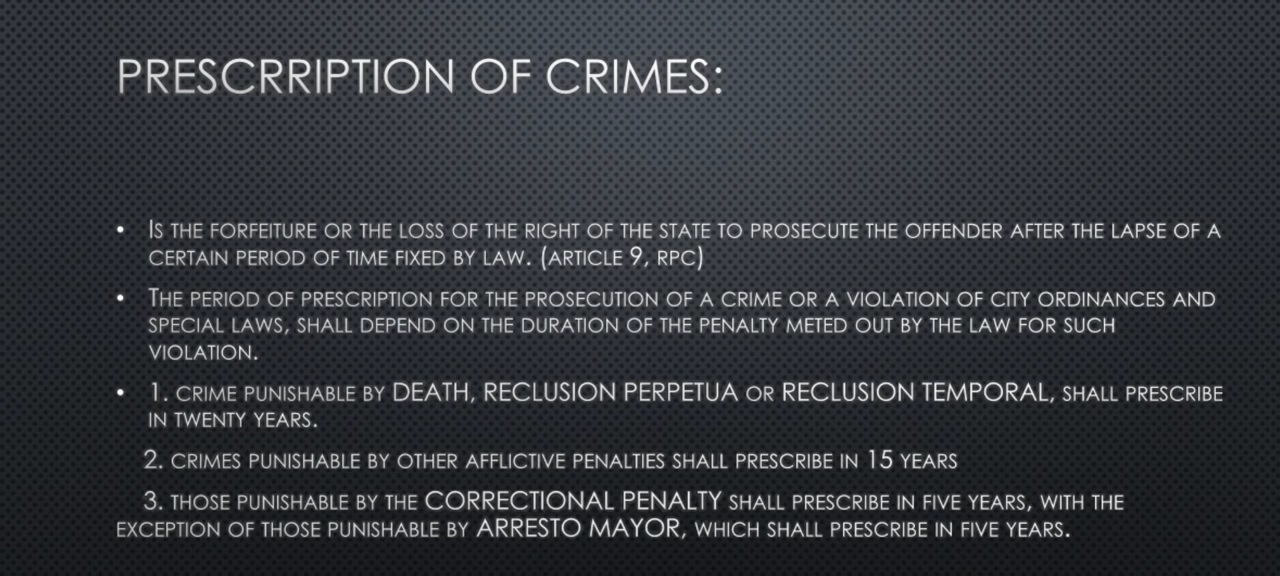 PRESCRRIPTION OF CRIMES:
• IS THE FORFEITURE OR THE LOSS OF THE RIGHT OF THE STATE TO PROSECUTE THE OFFENDER AFTER THE LAPSE OF A
CERTAIN PERIOD OF TIME FIXED BY LAW. (ARTICLE 9, RPC)
• THE PERIOD OF PRESCRIPTION FOR THE PROSECUTION OF A CRIME OR A VIOLATION OF CITY ORDINANCES AND
SPECIAL LAWS, SHALL DEPEND ON THE DURATION OF THE PENALTY METED OUT BY THE LAW FOR SUCH
VIOLATION.
• 1. CRIME PUNISHABLE BY DEATH, RECLUSION PERPETUA OR RECLUSION TEMPORAL, SHALL PRESCRIBE
IN TWENTY YEARS.
2. CRIMES PUNISHABLE BY OTHER AFFLICTIVE PENALTIES SHALL PRESCRIBE IN 15 YEARS
3. THOSE PUNISHABLE BY THE CORRECTIONAL PENALTY SHALL PRESCRIBE IN FIVE YEARS, WITH THE
EXCEPTION OF THOSE PUNISHABLE BY ARRESTO MAYOR, WHICH SHALL PRESCRIBE IN FIVE YEARS.